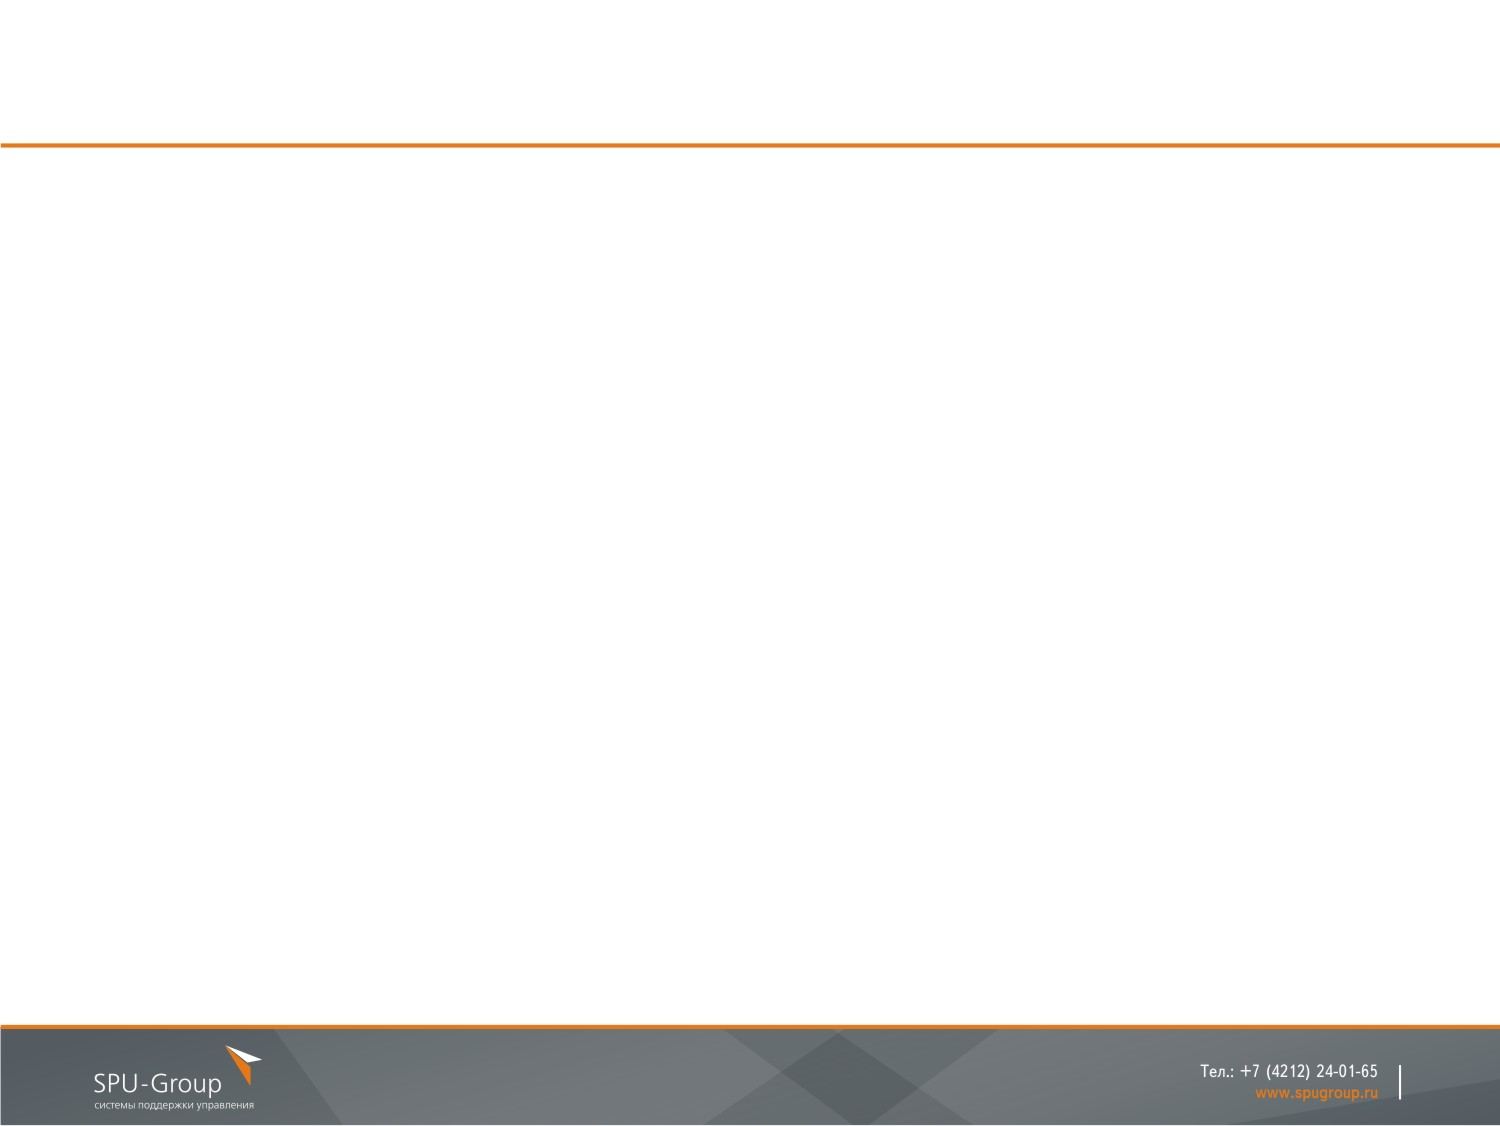 SPU-Group
системы поддержки управления
Тел.: +7 (4212) 24-01-65
www.spugroup.ru